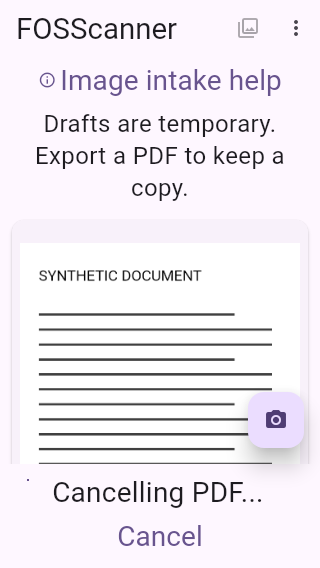 FOSScanner
Image intake help
Drafts are temporary.
Export a PDF to keep a
copy.
SYNTHETIC DOCUMENT
Cancelling PDF...
Cancel